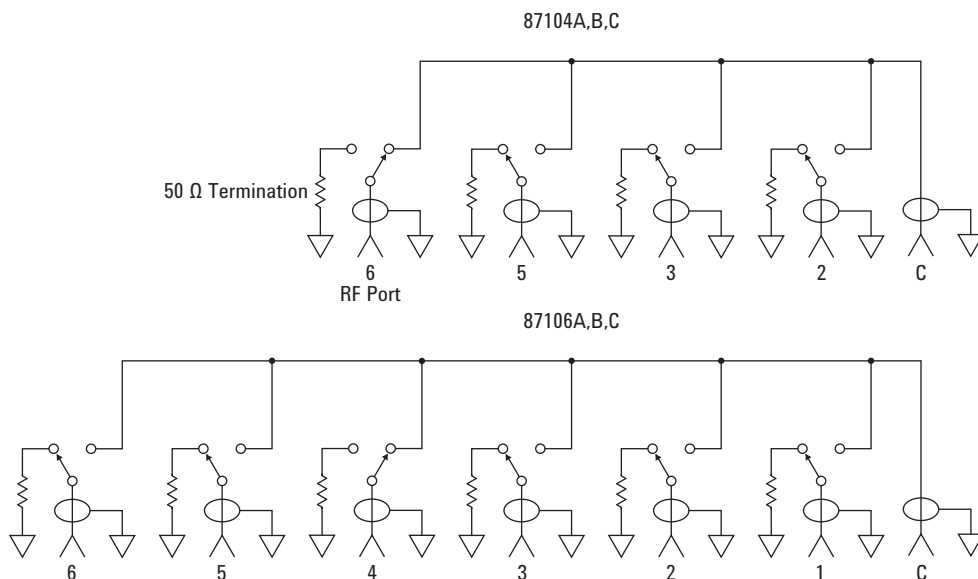 87104A,B,C
50 Ω Termination
6 5 3 2 C
RF Port
87106A,B,C
6 5 4 3 2 1 C